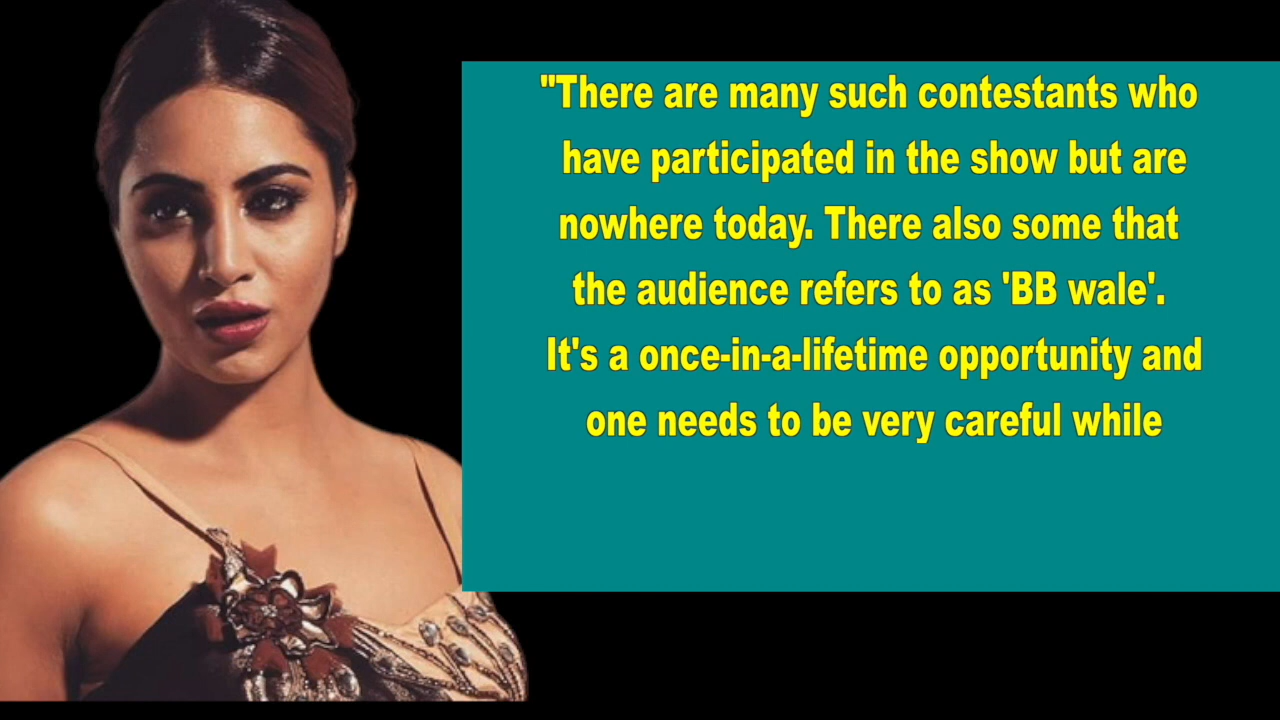 "There are many such contestants who
have participated in the show but are
nowhere today. There also some that
the audience refers to as 'BB wale'.
It's a once-in-a-lifetime opportunity and
one needs to be very careful while